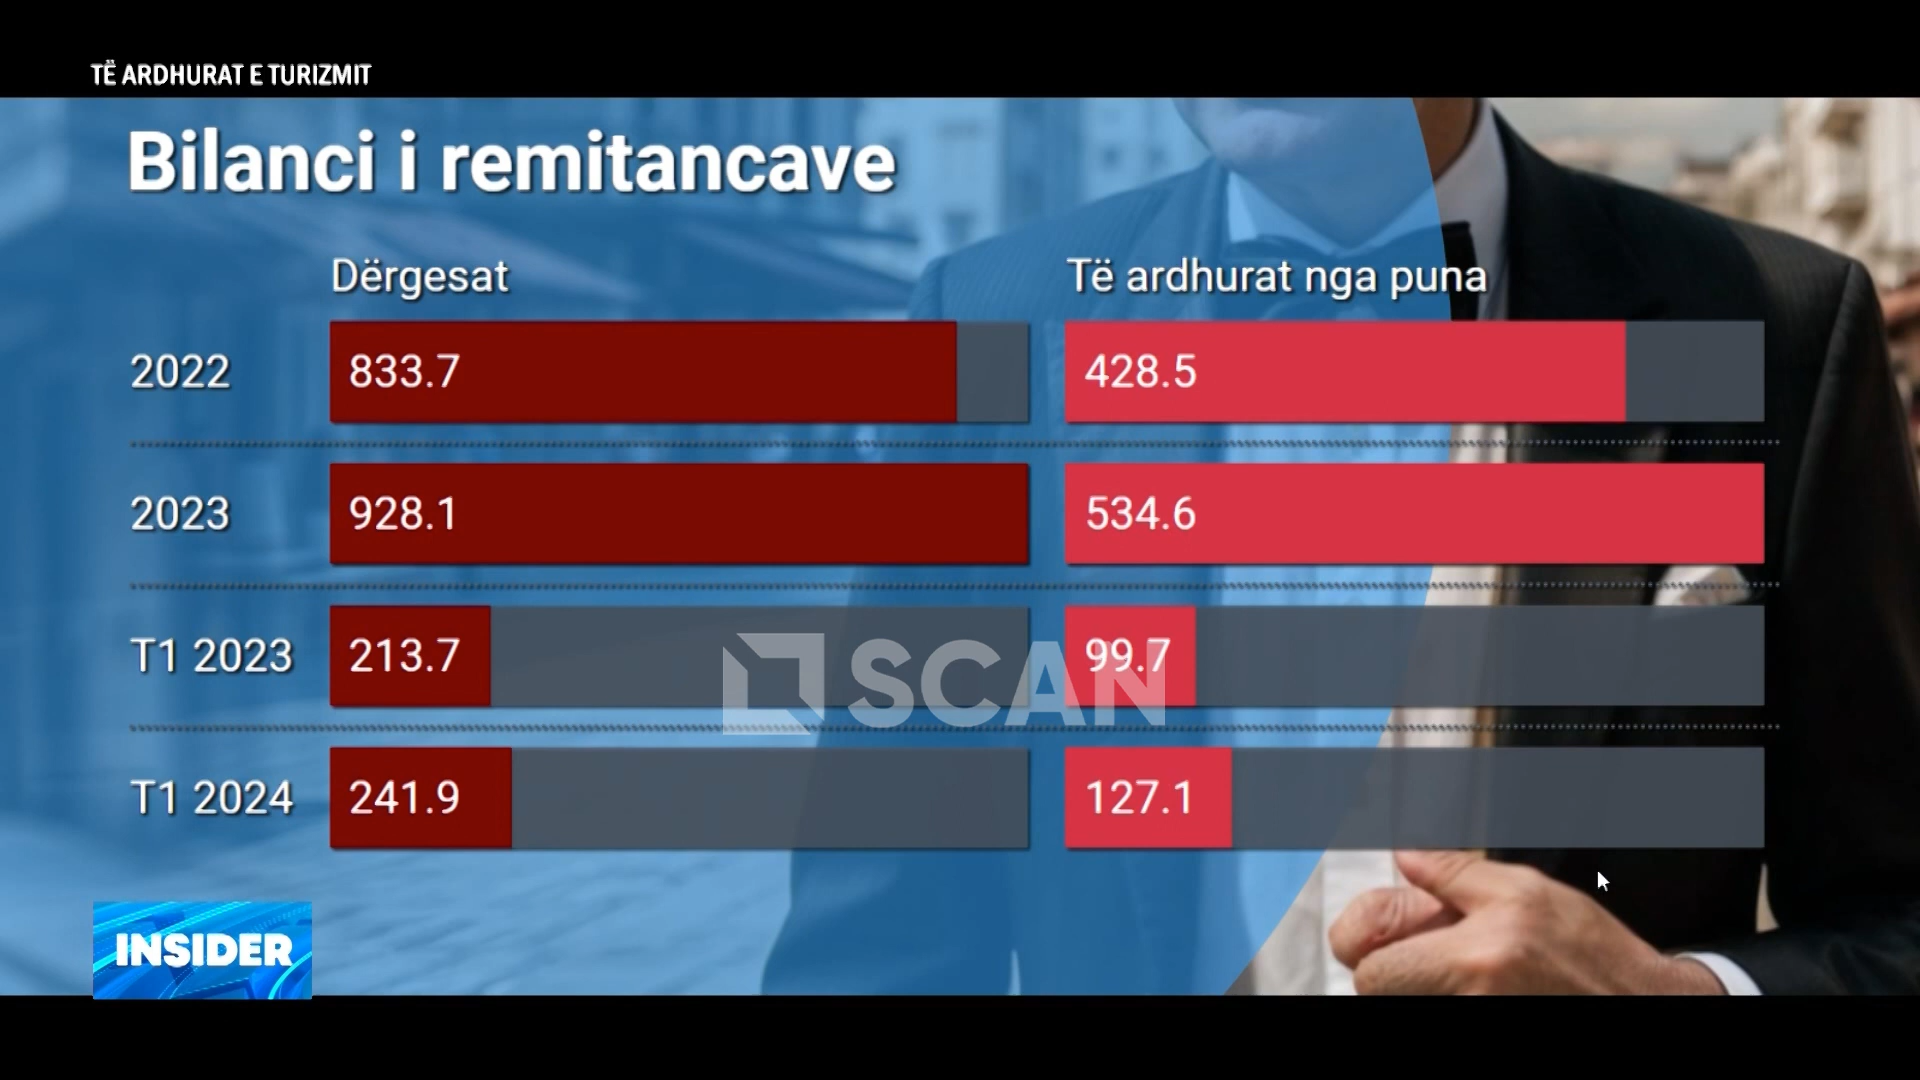 TË ARDHURAT E TURIZMIT
Bilanci i remitancave
Dërgesat Të ardhurat nga puna
2022 833.7 428.5
2023 928.1 534.6
T1 2023 213.7 99.7
SCAN
T1 2024 241.9 127.1
INSIDER